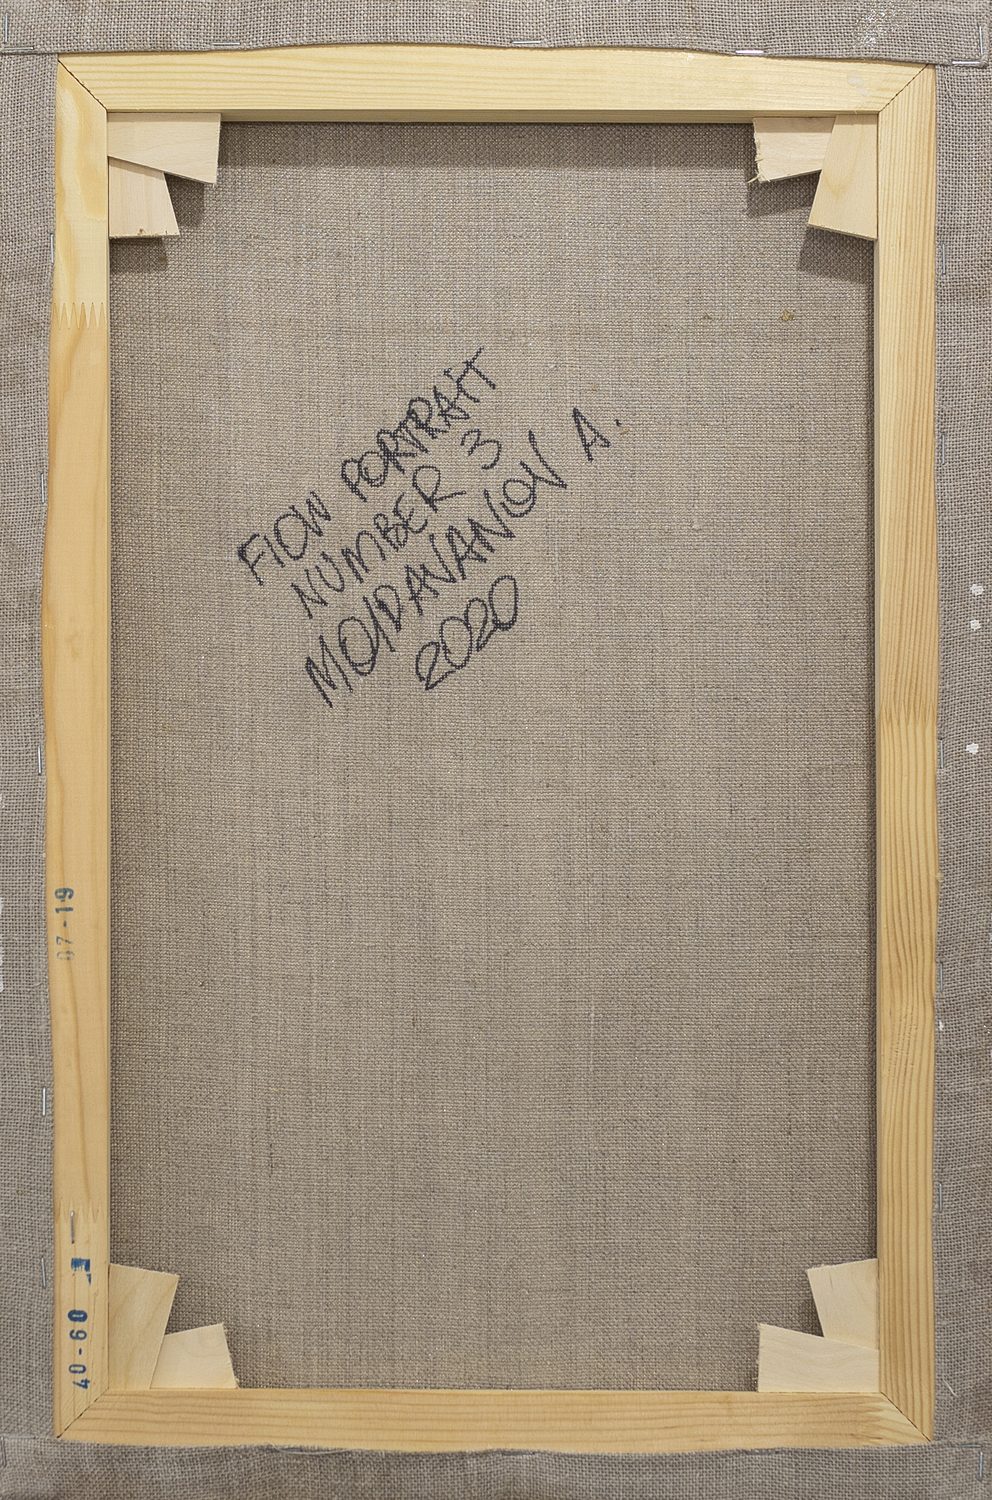 FlOW PORTRAIT
NUMBER 3
MOlDAVANOV A.
2020
07-19
40-60